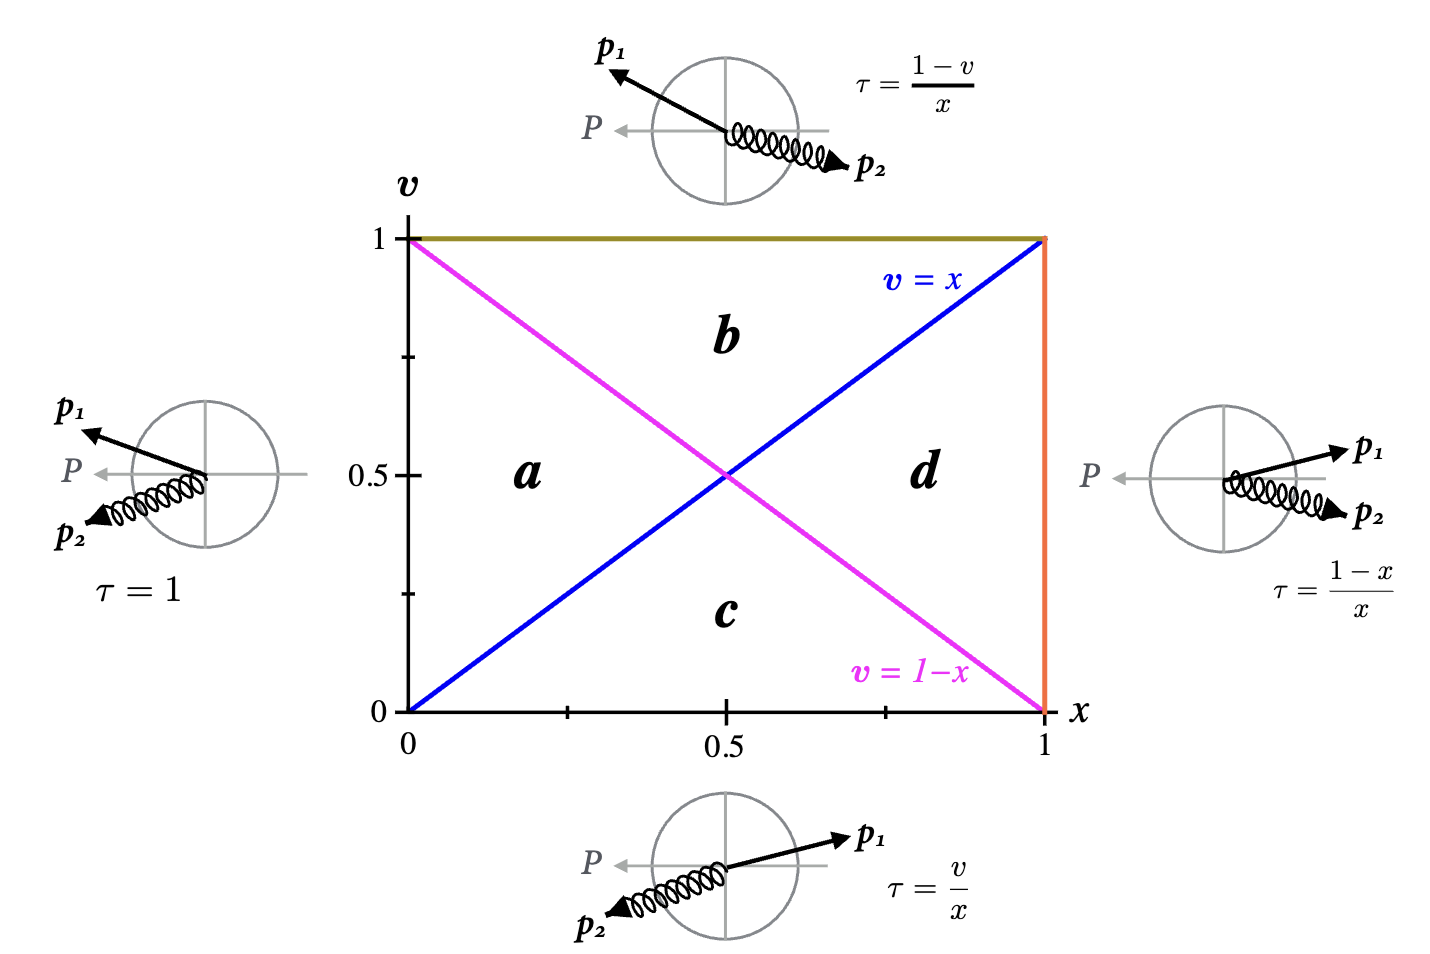 p₁
τ = (1 − v)/x
P
p₂
v
1
v = x
b
p₁
P
p₂
τ = 1
0.5
a
d
P
p₁
p₂
τ = (1 − x)/x
c
v = 1−x
0
x
0
0.5
1
P
p₁
τ = v/x
p₂